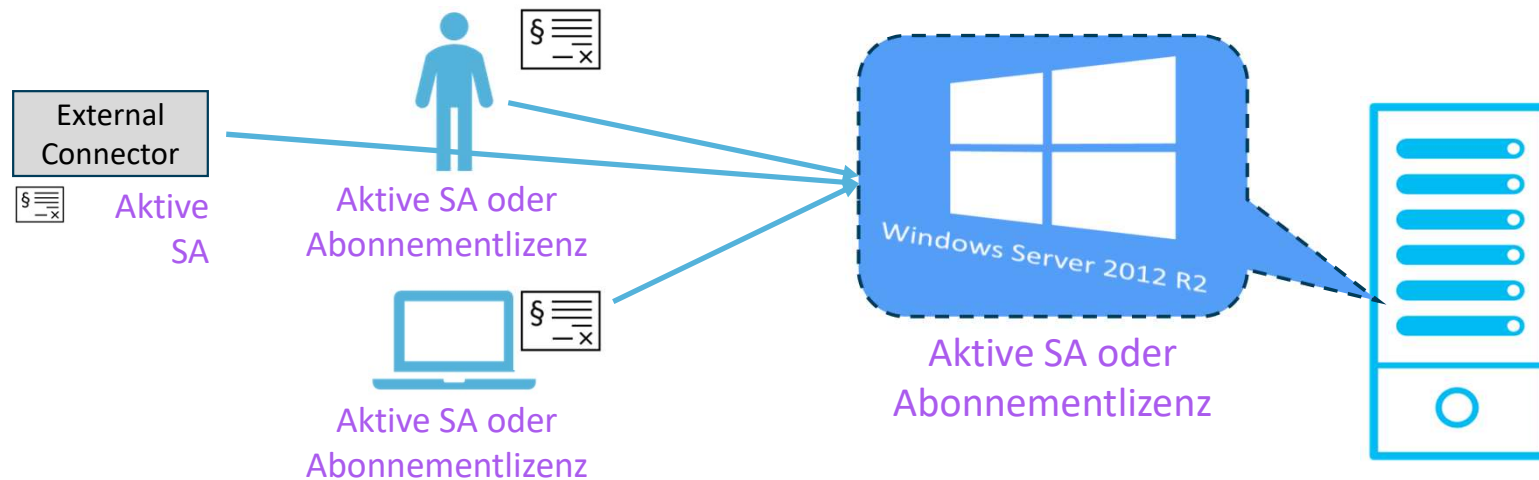 External
Connector
§
×
Aktive
SA
§
×
Aktive SA oder
Abonnementlizenz
§
×
Aktive SA oder
Abonnementlizenz
Windows Server 2012 R2
Aktive SA oder
Abonnementlizenz